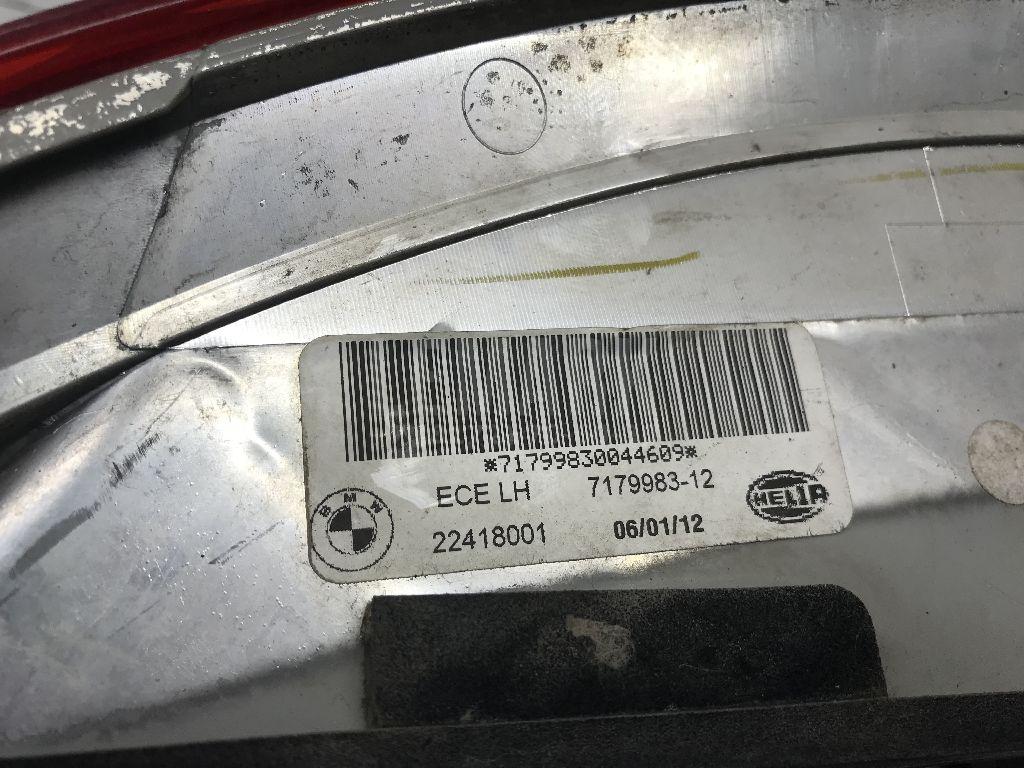 *71799830044609*
ECE LH 7179983-12
BMW
HELLA
22418001 06/01/12